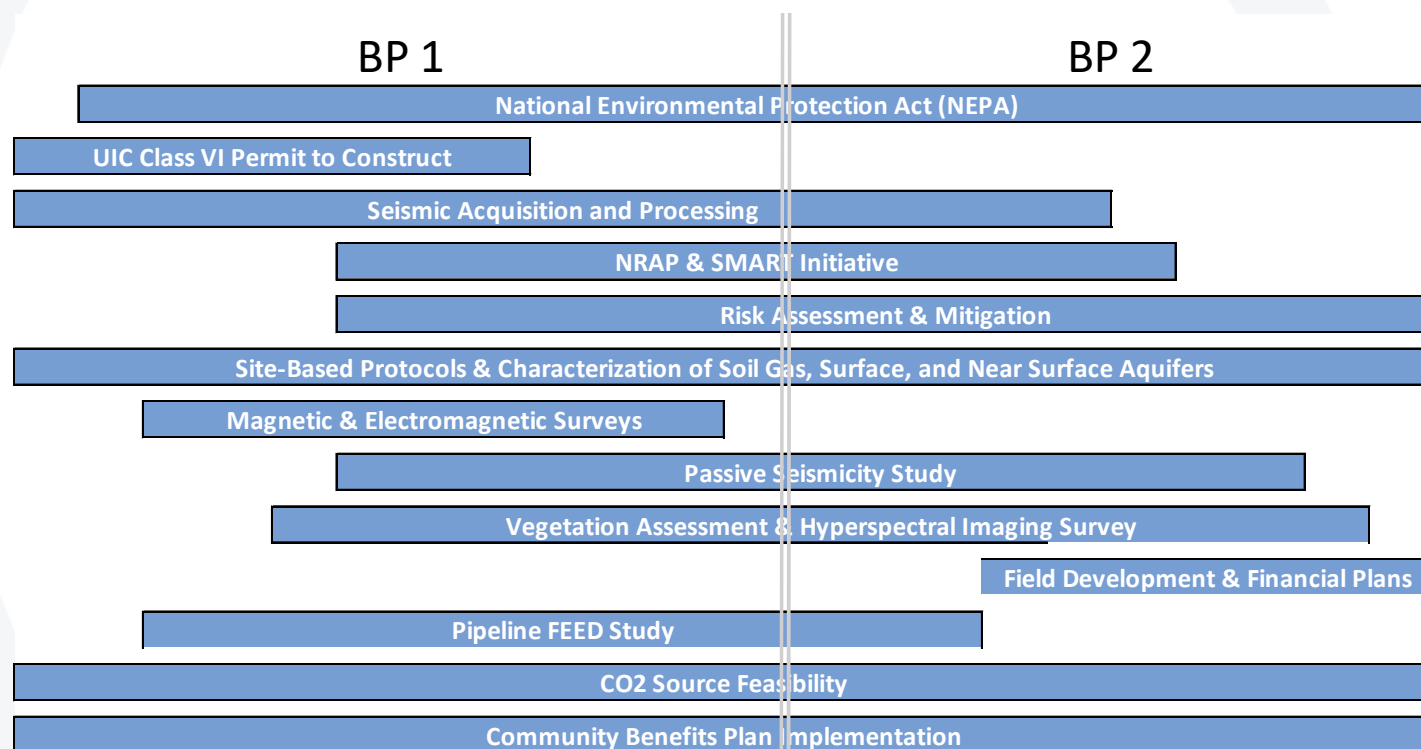 BP 1
BP 2
National Environmental Protection Act (NEPA)
UIC Class VI Permit to Construct
Seismic Acquisition and Processing
NRAP & SMART Initiative
Risk Assessment & Mitigation
Site-Based Protocols & Characterization of Soil Gas, Surface, and Near Surface Aquifers
Magnetic & Electromagnetic Surveys
Passive Seismicity Study
Vegetation Assessment & Hyperspectral Imaging Survey
Field Development & Financial Plans
Pipeline FEED Study
CO2 Source Feasibility
Community Benefits Plan Implementation